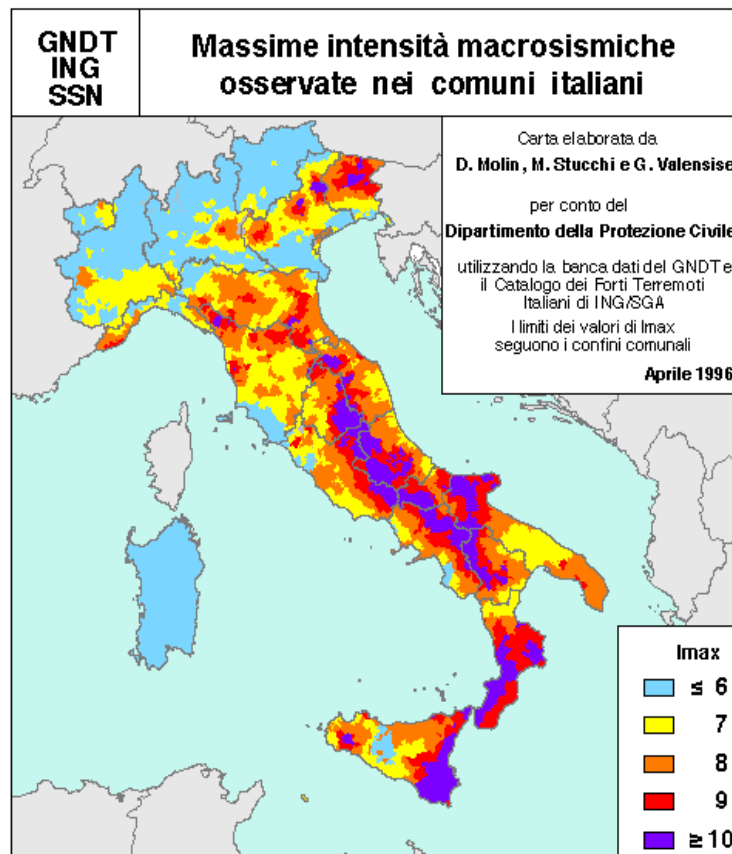 GNDT
ING
SSN
Massime intensità macrosismiche
osservate nei comuni italiani
Carta elaborata da
D. Molin, M. Stucchi e G. Valensise
per conto del
Dipartimento della Protezione Civile
utilizzando la banca dati del GNDT e
il Catalogo dei Forti Terremoti
Italiani di ING/SGA
I limiti dei valori di Imax
seguono i confini comunali
Aprile 1996
Imax
≤ 6
7
8
9
≥ 10